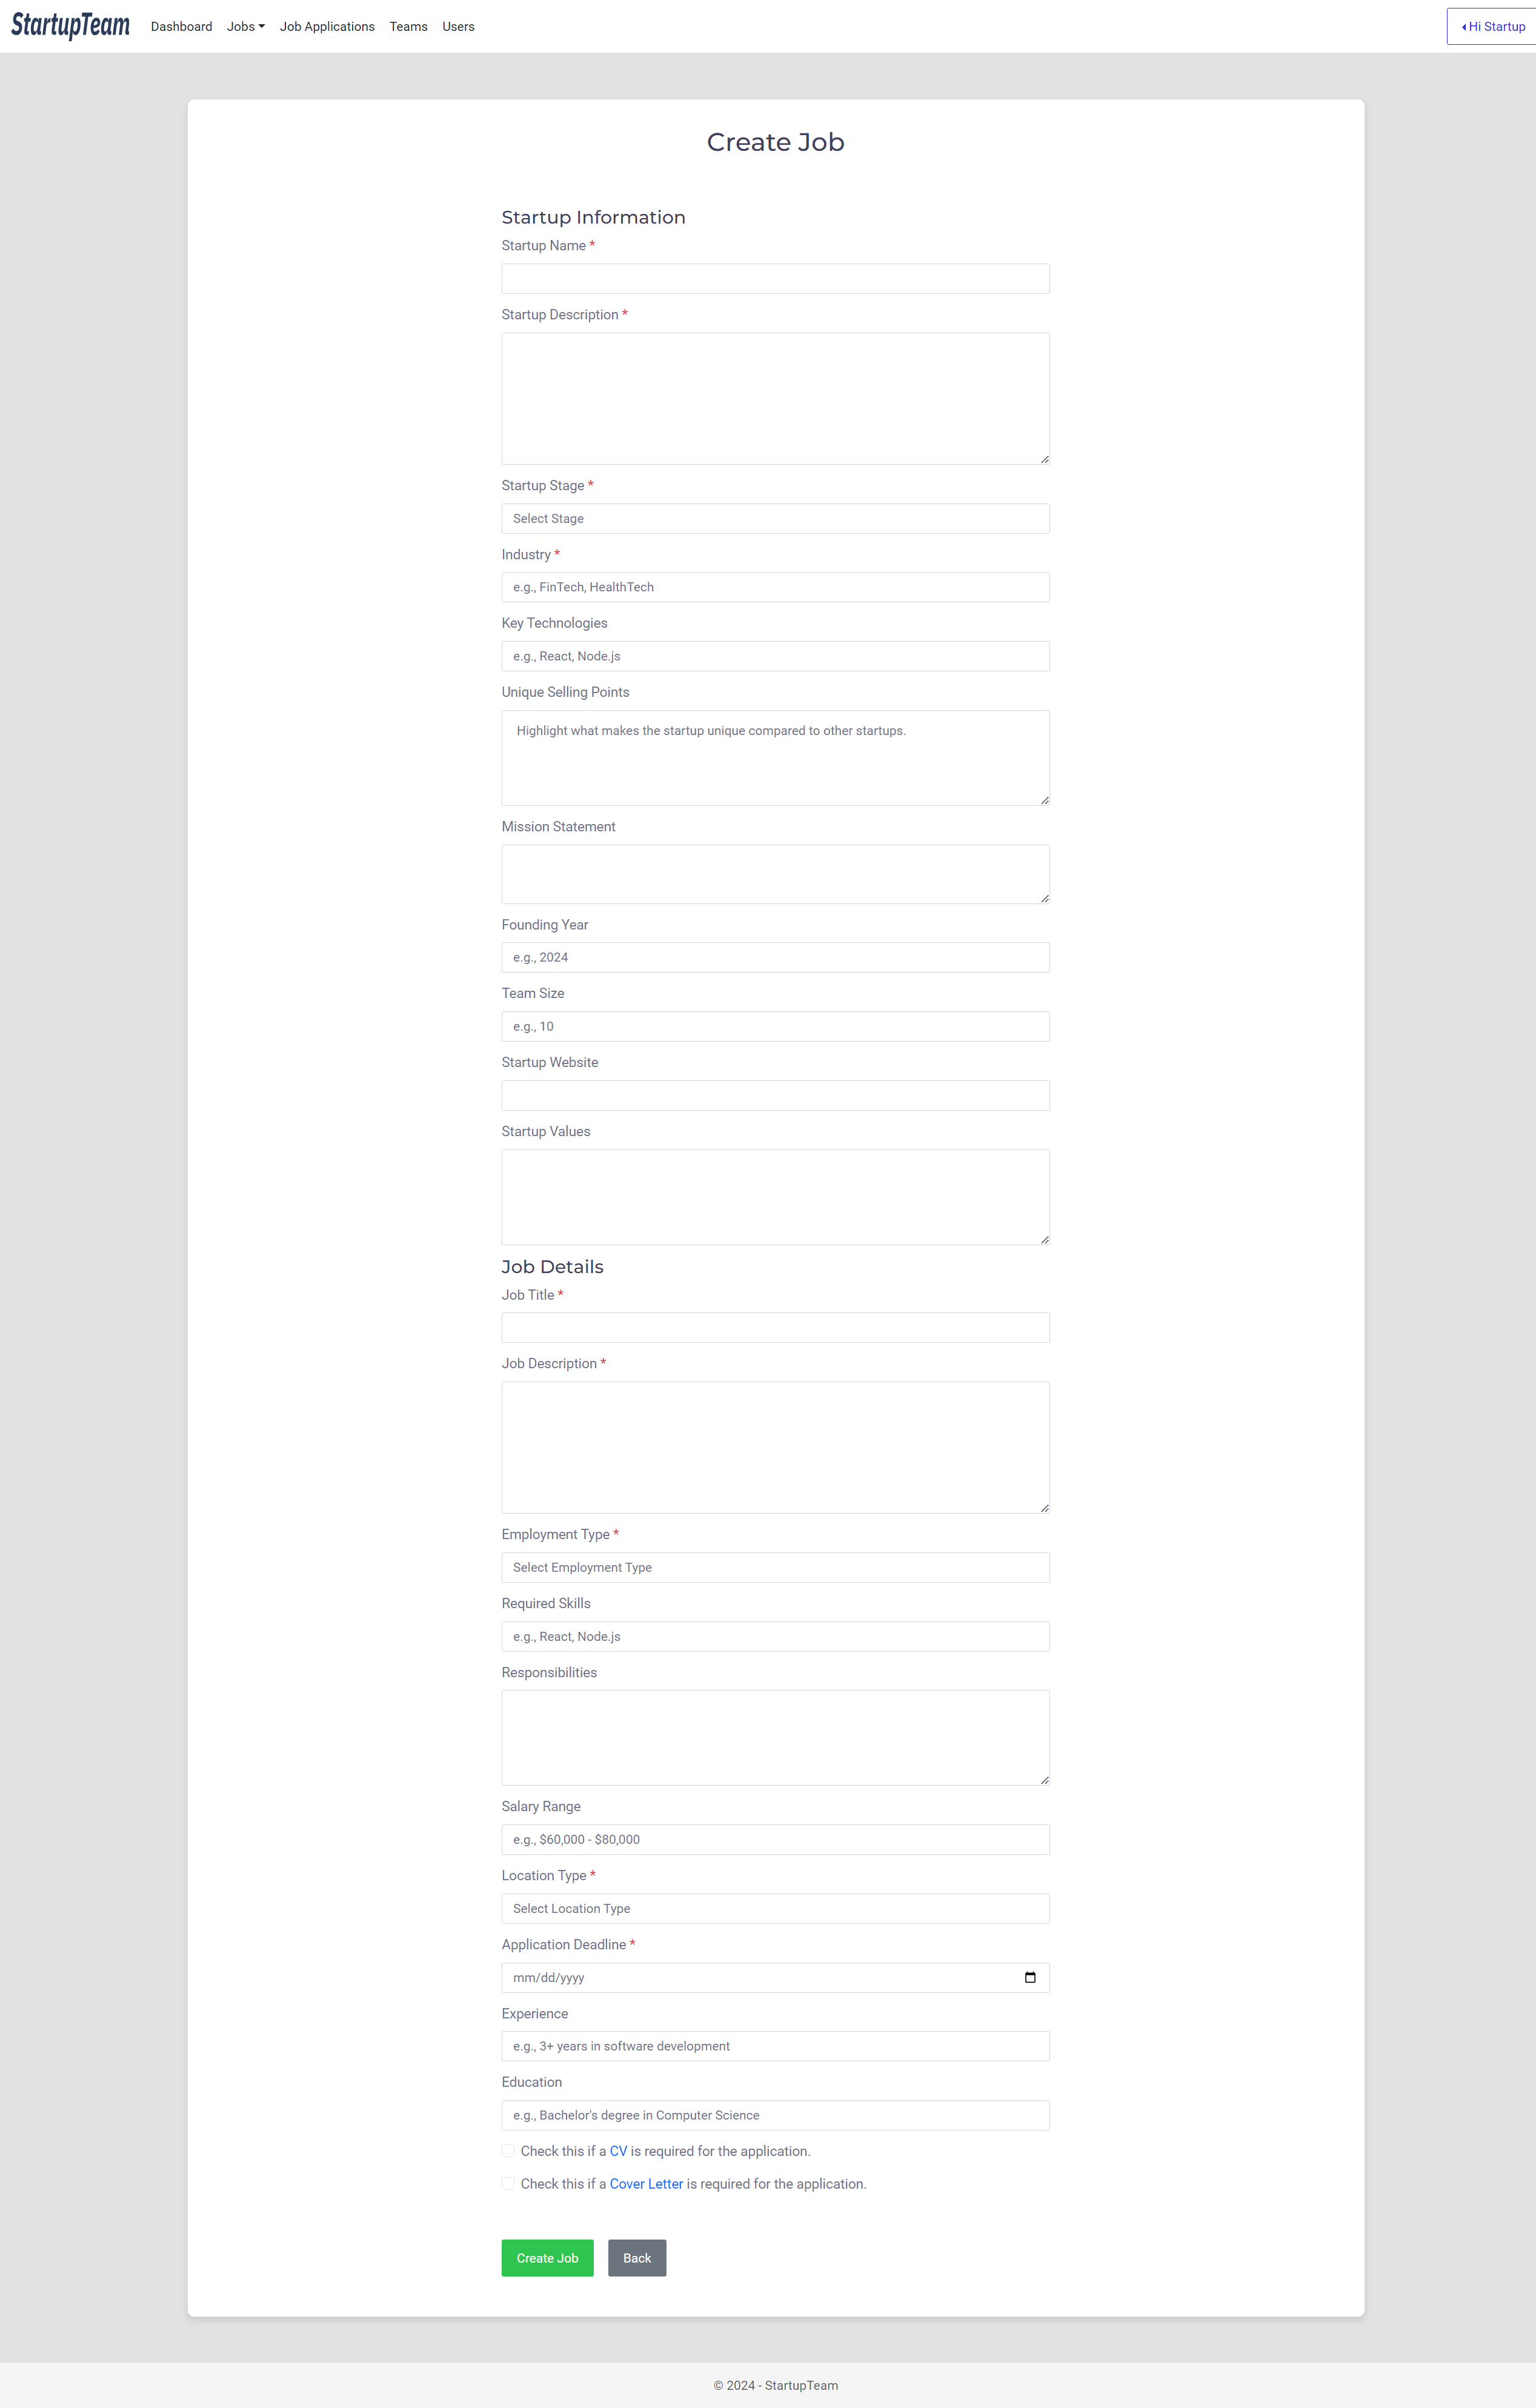 StartupTeam
Dashboard Jobs Job Applications Teams Users
Hi Startup
Create Job
Startup Information
Startup Name *
Startup Description *
Startup Stage *
Select Stage
Industry *
e.g., FinTech, HealthTech
Key Technologies
e.g., React, Node.js
Unique Selling Points
Highlight what makes the startup unique compared to other startups.
Mission Statement
Founding Year
e.g., 2024
Team Size
e.g., 10
Startup Website
Startup Values
Job Details
Job Title *
Job Description *
Employment Type *
Select Employment Type
Required Skills
e.g., React, Node.js
Responsibilities
Salary Range
e.g., $60,000 - $80,000
Location Type *
Select Location Type
Application Deadline *
mm/dd/yyyy
Experience
e.g., 3+ years in software development
Education
e.g., Bachelor's degree in Computer Science
Check this if a CV is required for the application.
Check this if a Cover Letter is required for the application.
Create Job Back
© 2024 - StartupTeam